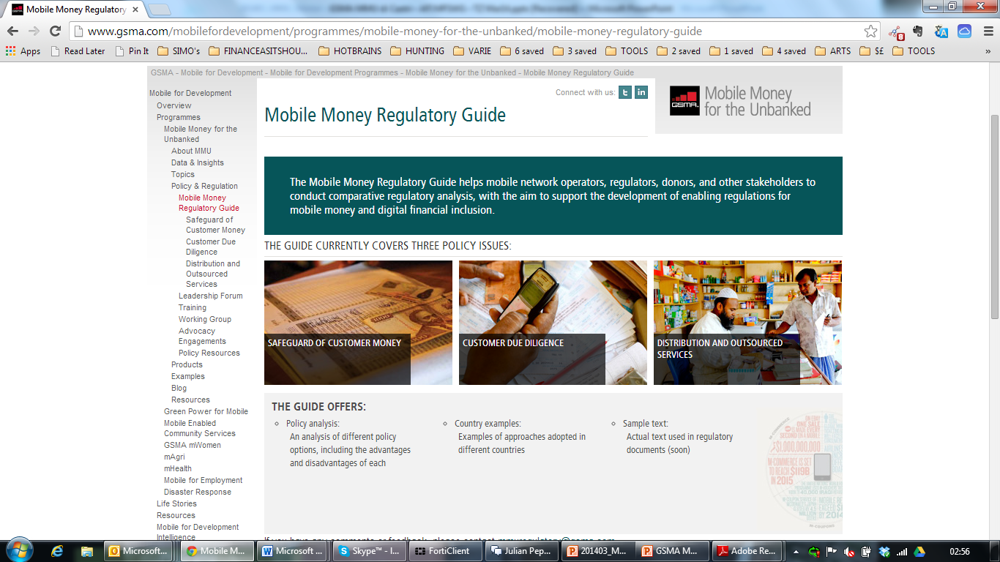 Mobile Money Regulatory
www.gsma.com/mobilefordevelopment/programmes/mobile-money-for-the-unbanked/mobile-money-regulatory-guide
8
Apps Read Later Pin It SIMO's FINANCEASITSHOU... HOTBRAINS HUNTING VARIE 6 saved 3 saved TOOLS 2 saved 1 saved 4 saved ARTS $£ TOOLS »
GSMA - Mobile for Development - Mobile for Development Programmes - Mobile Money for the Unbanked - Mobile Money Regulatory Guide
Mobile for Development
Overview
Programmes
Mobile Money for the
Unbanked
About MMU
Data & Insights
Topics
Policy & Regulation
Mobile Money
Regulatory Guide
Safeguard of
Customer Money
Customer Due
Diligence
Distribution and
Outsourced
Services
Leadership Forum
Training
Working Group
Advocacy
Engagements
Policy Resources
Products
Examples
Blog
Resources
Green Power for Mobile
Mobile Enabled
Community Services
GSMA mWomen
mAgri
mHealth
Mobile for Employment
Disaster Response
Life Stories
Resources
Mobile for Development
Intelligence
Connect with us:
Mobile Money Regulatory Guide
GSMA
Mobile Money
for the Unbanked
The Mobile Money Regulatory Guide helps mobile network operators, regulators, donors, and other stakeholders to
conduct comparative regulatory analysis, with the aim to support the development of enabling regulations for
mobile money and digital financial inclusion.
THE GUIDE CURRENTLY COVERS THREE POLICY ISSUES:
SAFEGUARD OF CUSTOMER MONEY
CUSTOMER DUE DILIGENCE
DISTRIBUTION AND OUTSOURCED
SERVICES
THE GUIDE OFFERS:
Policy analysis:
An analysis of different policy
options, including the advantages
and disadvantages of each
Country examples:
Examples of approaches adopted in
different countries
Sample text:
Actual text used in regulatory
documents (soon)
ONE SALE
IS MADE EVERY
SECOND ON A MOBILE
$1,000,000,000
M-COMMERCE IS SET
TO REACH $119B
IN 2015
BY 2014
M-COUPONS
If you have any comments or feedback, please contact mmuregulatory@gsma.com
Microsoft... Mobile M... Microsoft ... Skype™ - I... FortiClient Julian Pep... 201403_M... GSMA M... Adobe Re... 02:56